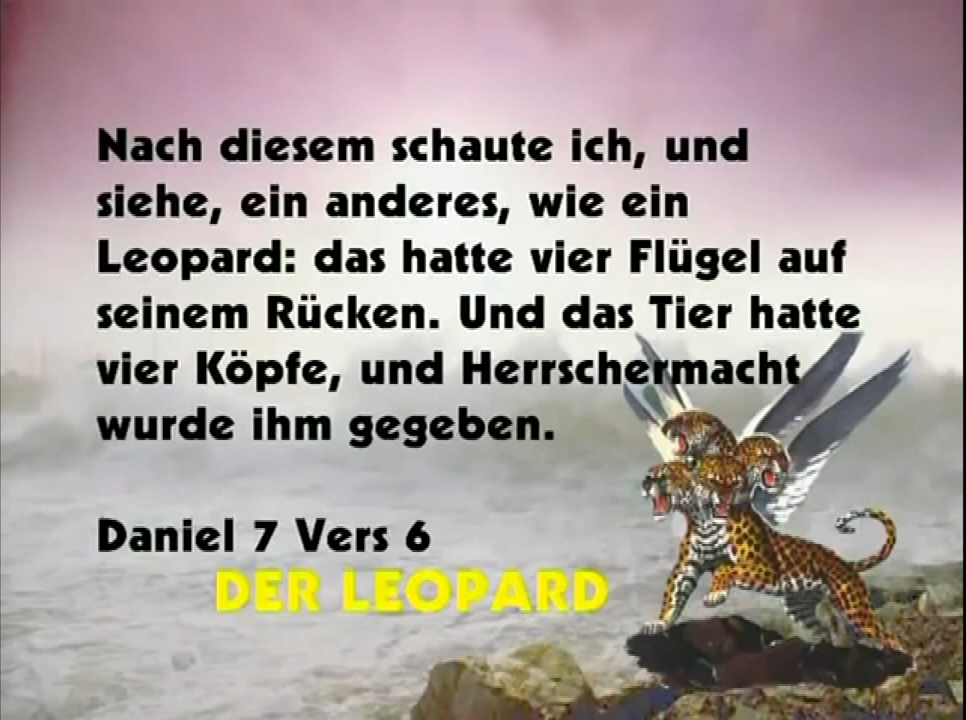 Nach diesem schaute ich, und
siehe, ein anderes, wie ein
Leopard: das hatte vier Flügel auf
seinem Rücken. Und das Tier hatte
vier Köpfe, und Herrschermacht
wurde ihm gegeben.
Daniel 7 Vers 6
DER LEOPARD